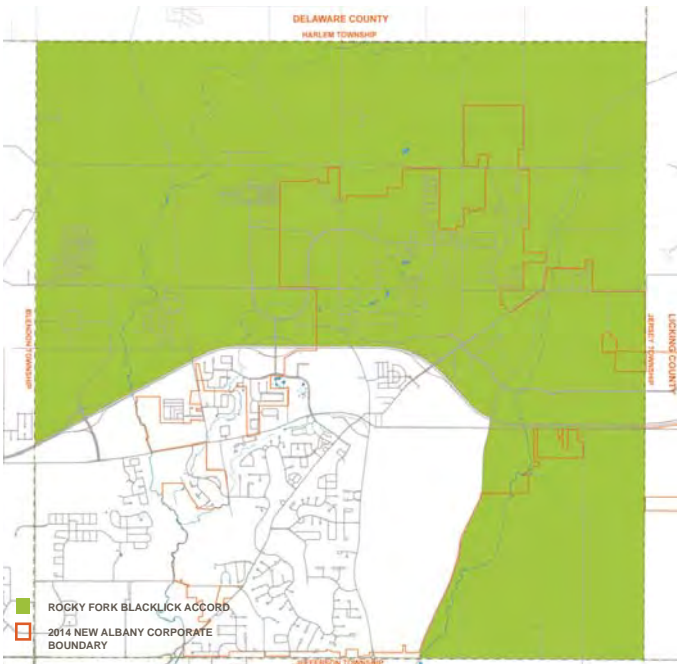 DELAWARE COUNTY
HARLEM TOWNSHIP
BLENDON TOWNSHIP
LICKING COUNTY
JERSEY TOWNSHIP
ROCKY FORK BLACKLICK ACCORD
2014 NEW ALBANY CORPORATE
BOUNDARY
JEFFERSON TOWNSHIP